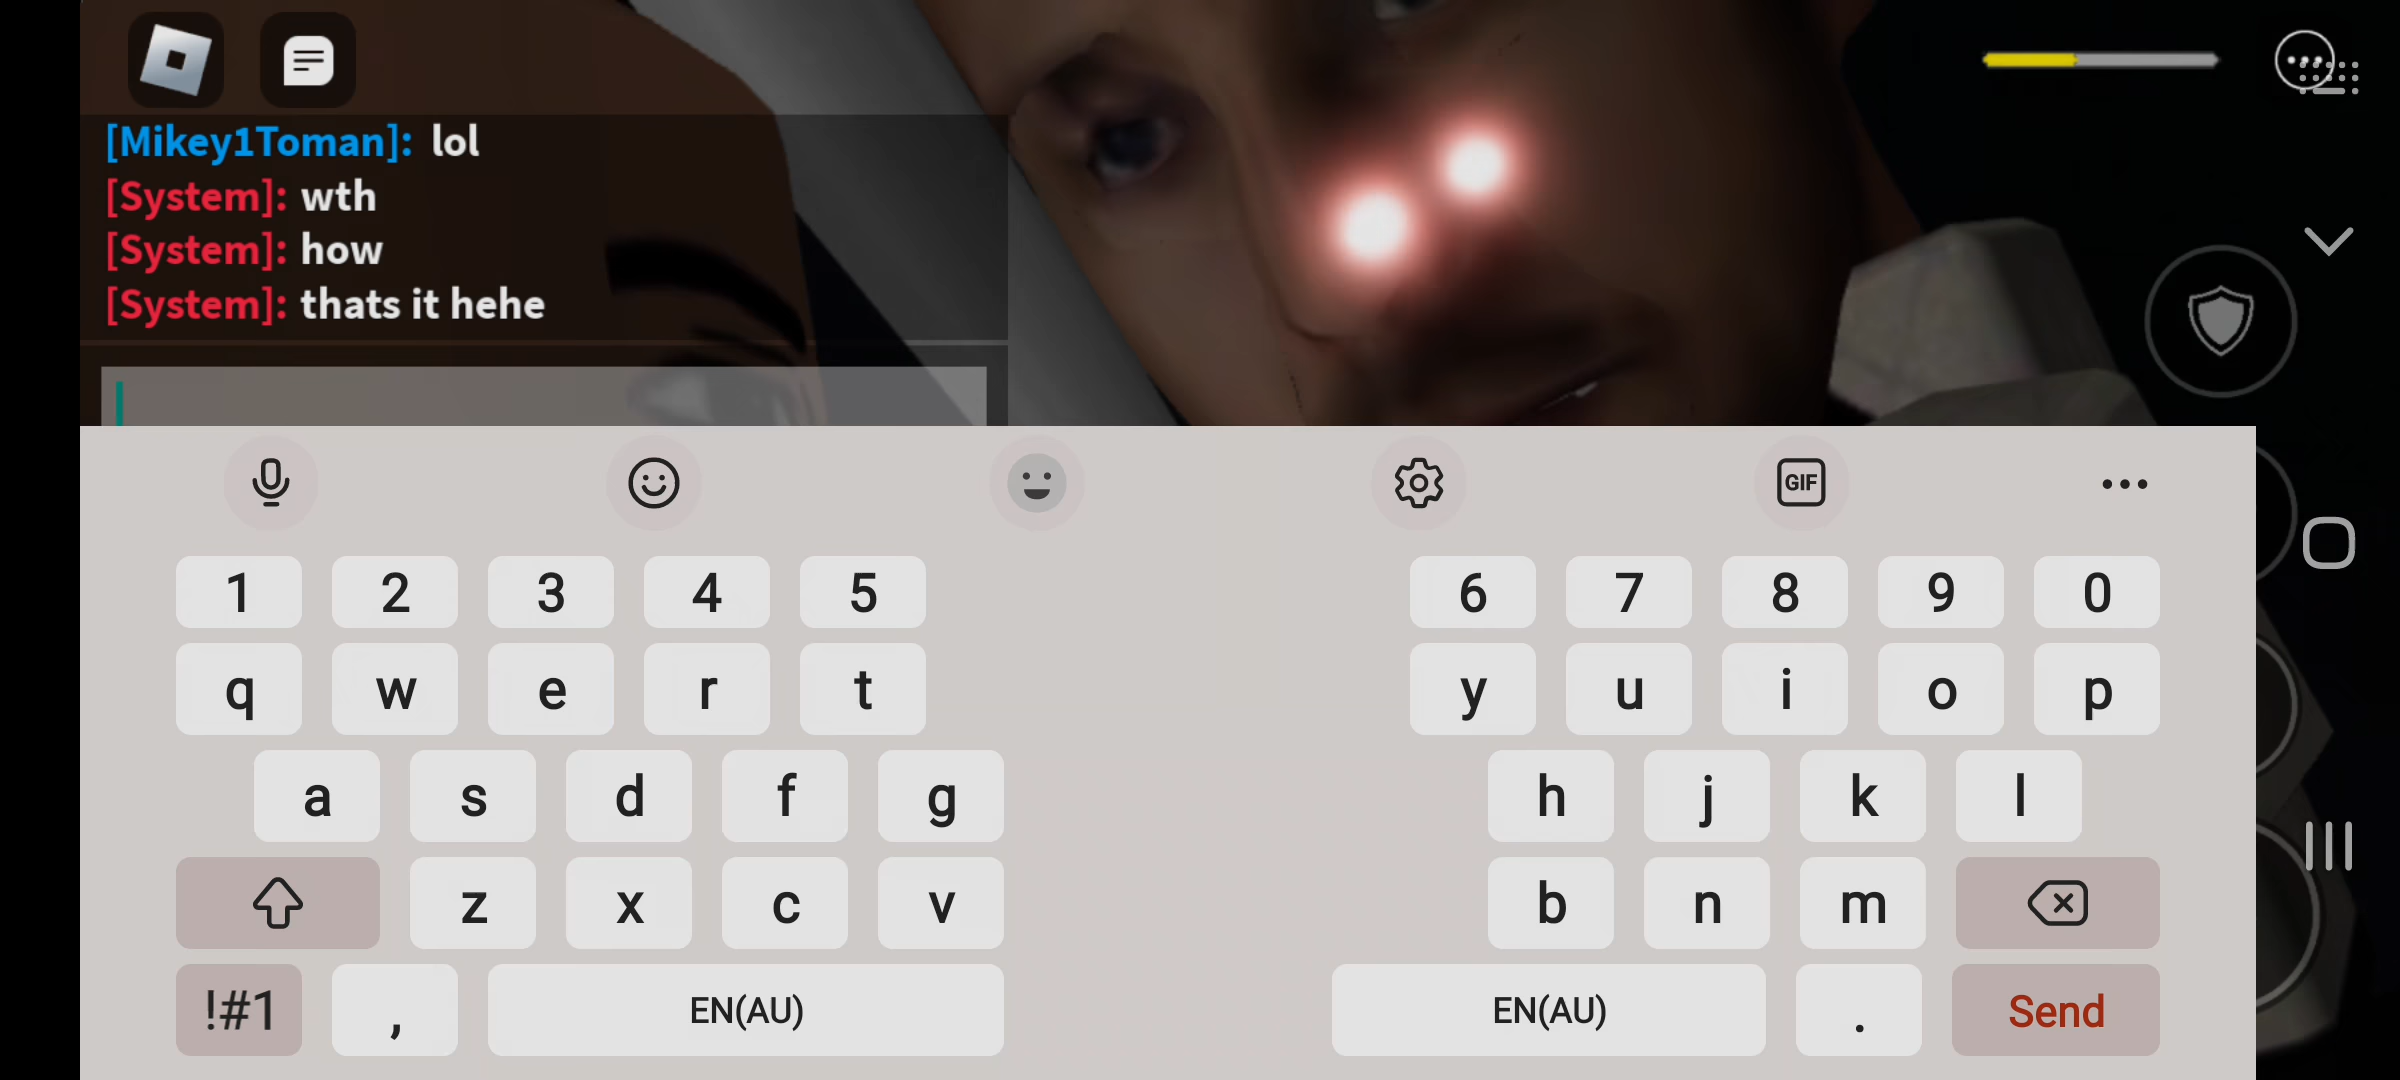 [Mikey1Toman]: lol
[System]: wth
[System]: how
[System]: thats it hehe
GIF
1 2 3 4 5 6 7 8 9 0
q w e r t y u i o p
a s d f g h j k l
z x c v b n m
!#1 , EN(AU) EN(AU) . Send